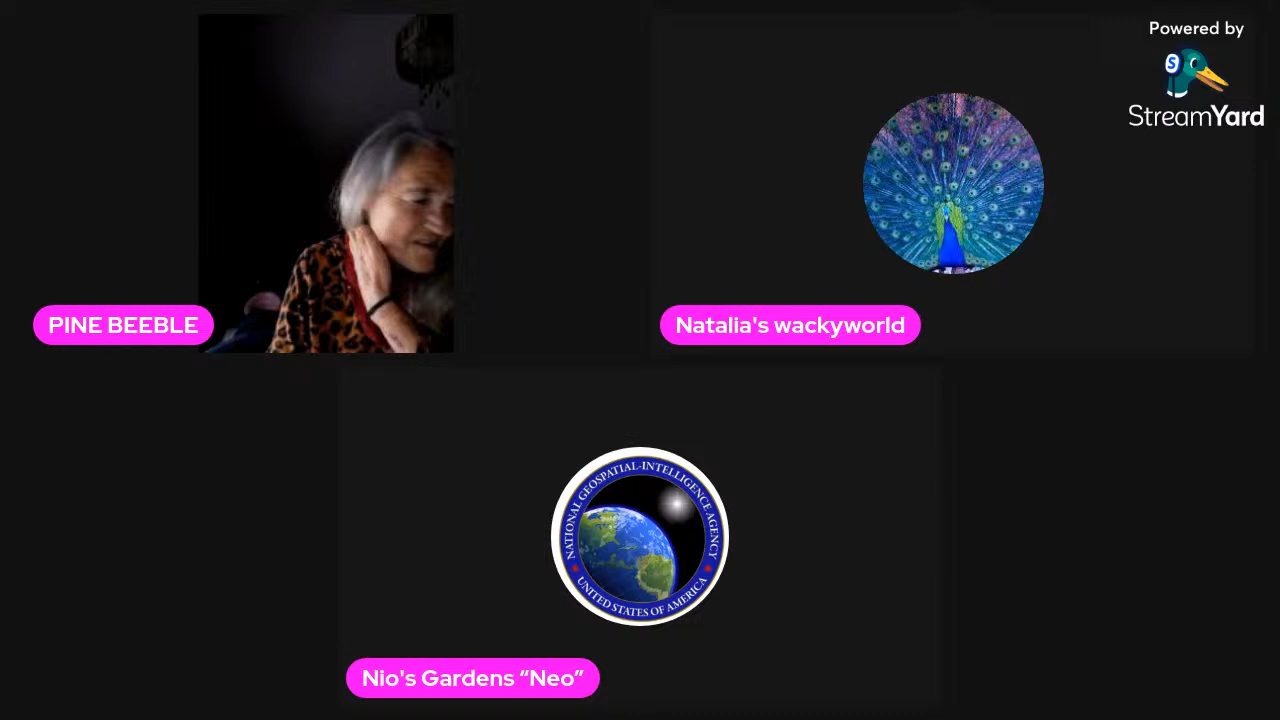 Powered by
StreamYard
S
PINE BEEBLE
Natalia's wackyworld
NATIONAL GEOSPATIAL-INTELLIGENCE AGENCY
UNITED STATES OF AMERICA
Nio's Gardens “Neo”